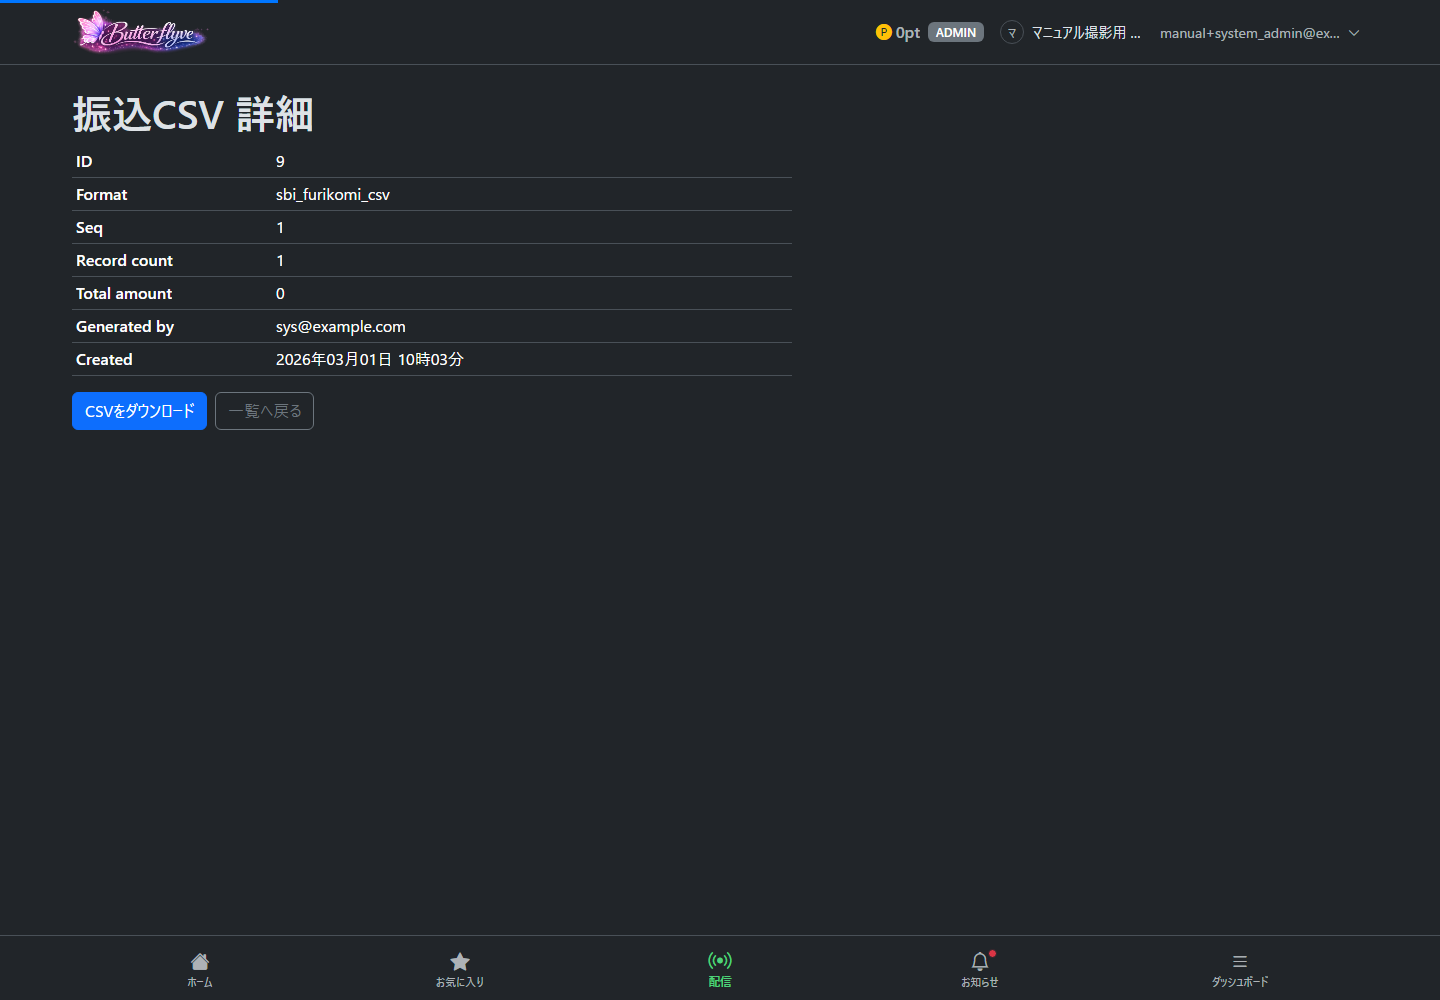 Butterflyve
P 0pt ADMIN マ マニュアル撮影用 ... manual+system_admin@ex...
振込CSV 詳細
ID 9
Format sbi_furikomi_csv
Seq 1
Record count 1
Total amount 0
Generated by sys@example.com
Created 2026年03月01日 10時03分
CSVをダウンロード 一覧へ戻る
ホーム お気に入り 配信 お知らせ ダッシュボード